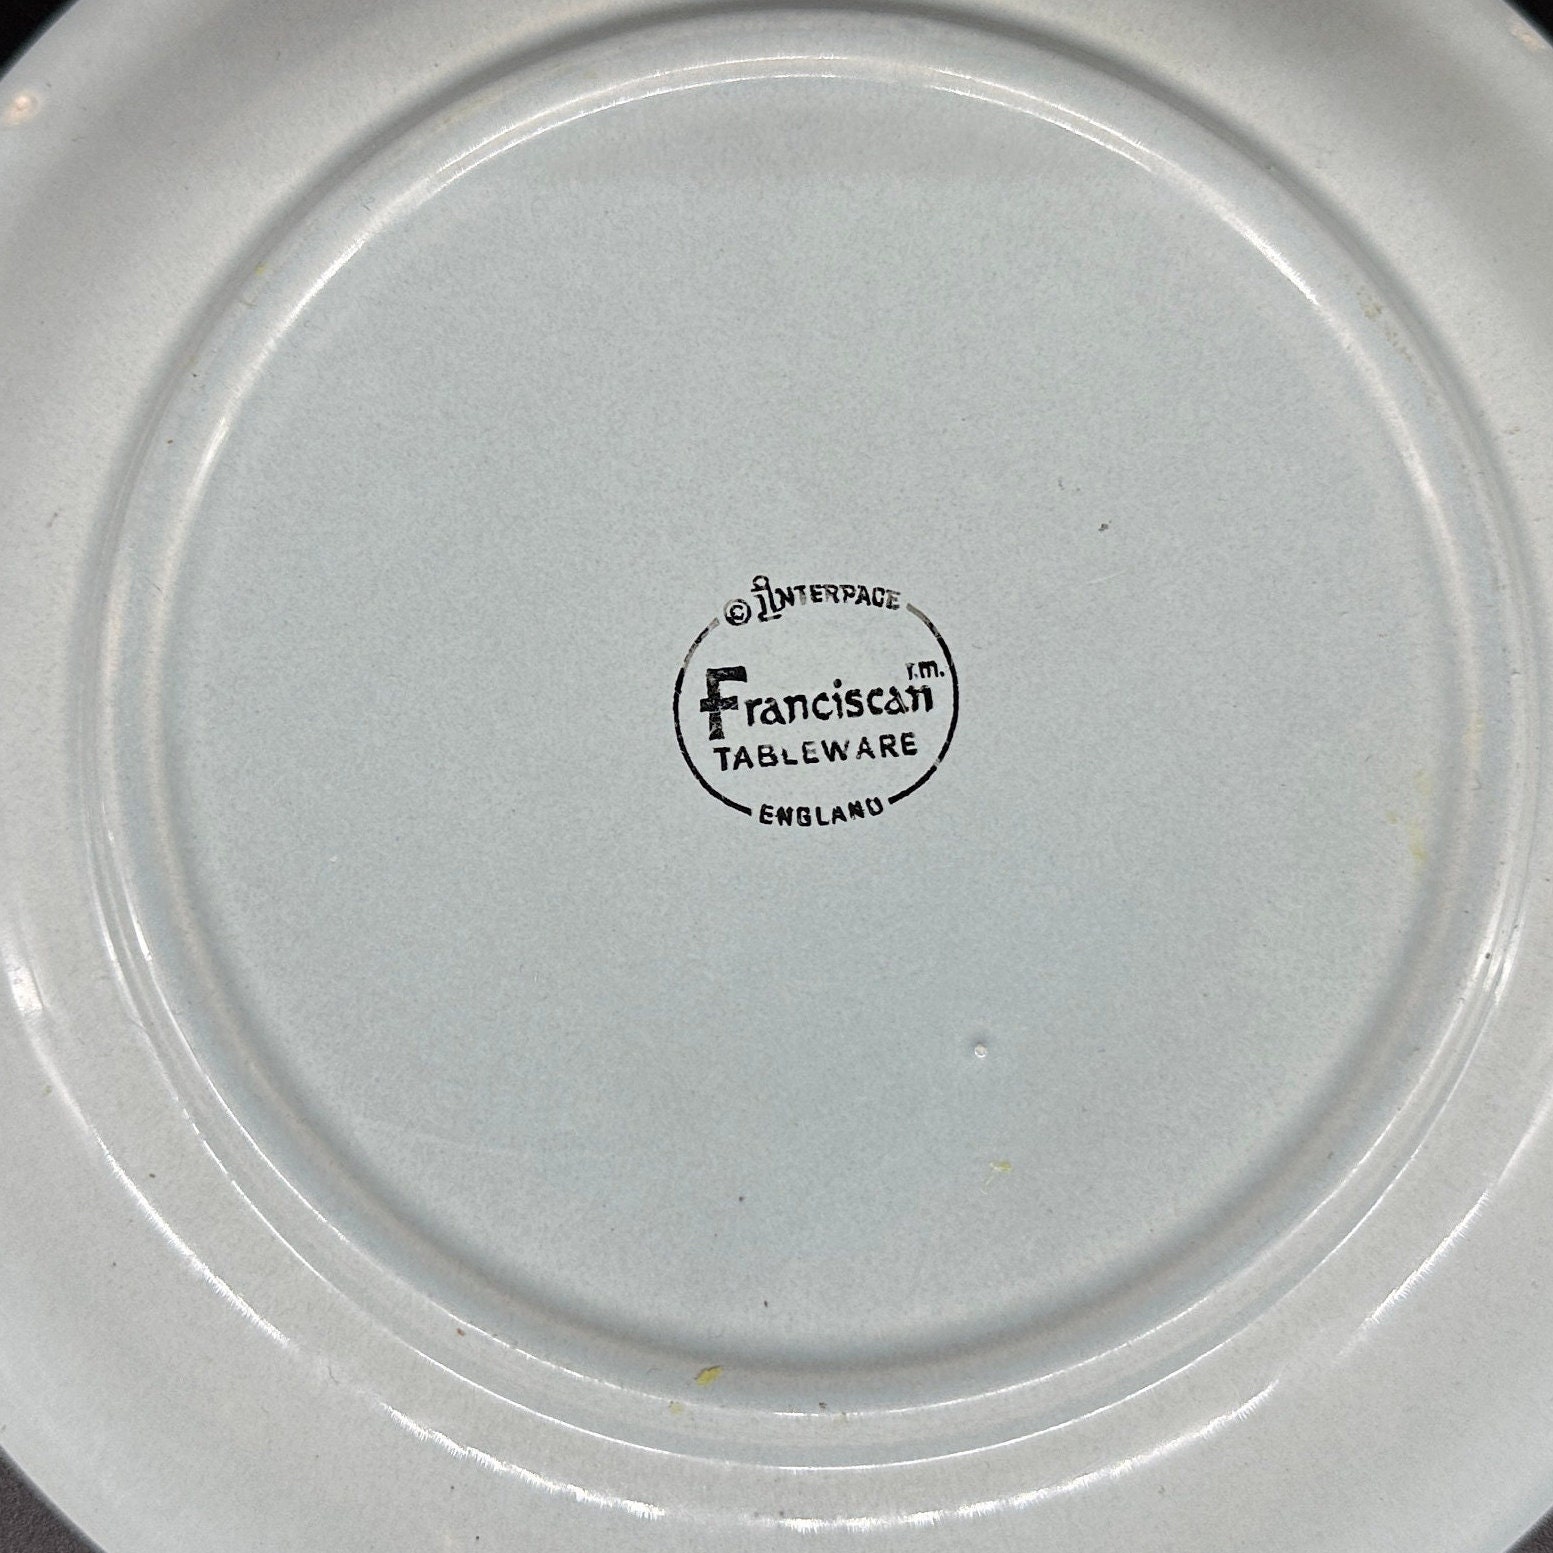 © INTERPACE
Franciscan r.m.
TABLEWARE
ENGLAND